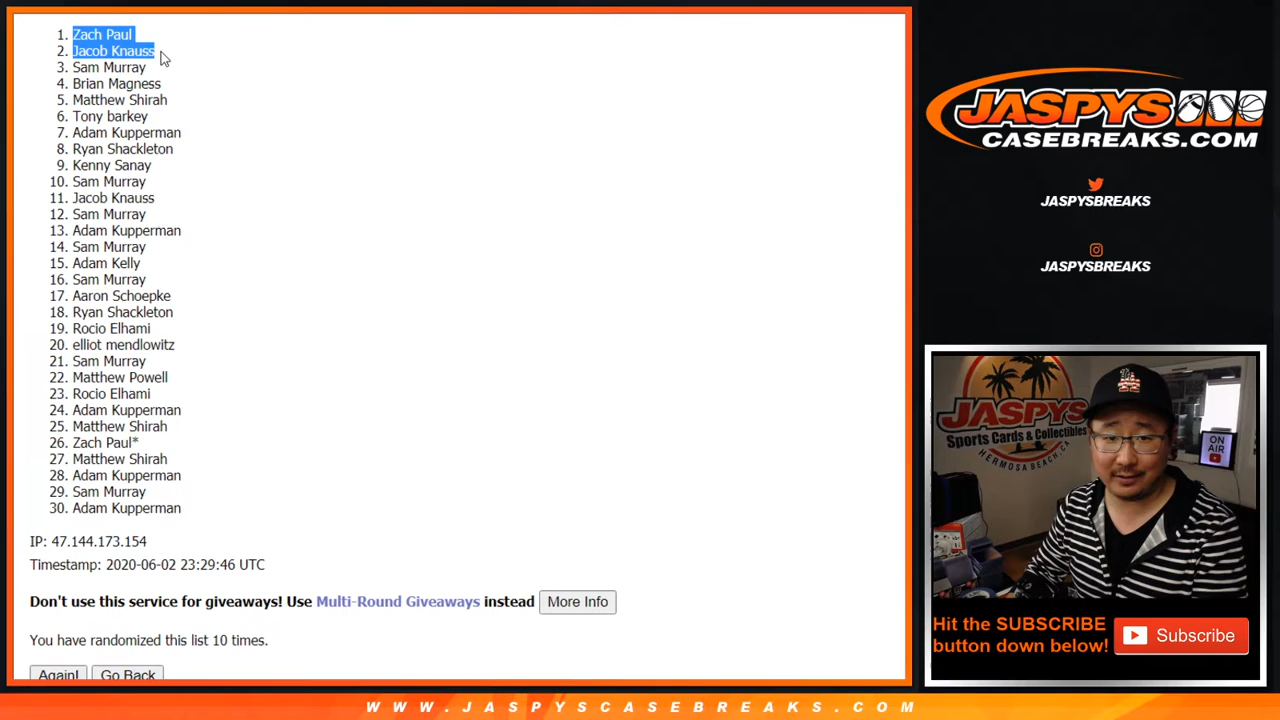 1. Zach Paul
2. Jacob Knauss
3. Sam Murray
4. Brian Magness
5. Matthew Shirah
6. Tony barkey
7. Adam Kupperman
8. Ryan Shackleton
9. Kenny Sanay
10. Sam Murray
11. Jacob Knauss
12. Sam Murray
13. Adam Kupperman
14. Sam Murray
15. Adam Kelly
16. Sam Murray
17. Aaron Schoepke
18. Ryan Shackleton
19. Rocio Elhami
20. elliot mendlowitz
21. Sam Murray
22. Matthew Powell
23. Rocio Elhami
24. Adam Kupperman
25. Matthew Shirah
26. Zach Paul*
27. Matthew Shirah
28. Adam Kupperman
29. Sam Murray
30. Adam Kupperman
IP: 47.144.173.154
Timestamp: 2020-06-02 23:29:46 UTC
Don't use this service for giveaways! Use Multi-Round Giveaways instead More Info
You have randomized this list 10 times.
Again! Go Back
JASPYS
CASEBREAKS.COM
JASPYSBREAKS
JASPYSBREAKS
JASPYS
Sports Cards & Collectibles
HERMOSA BEACH, CA
LA
ON
AIR
Hit the SUBSCRIBE
button down below!
Subscribe
WWW.JASPYSCASEBREAKS.COM